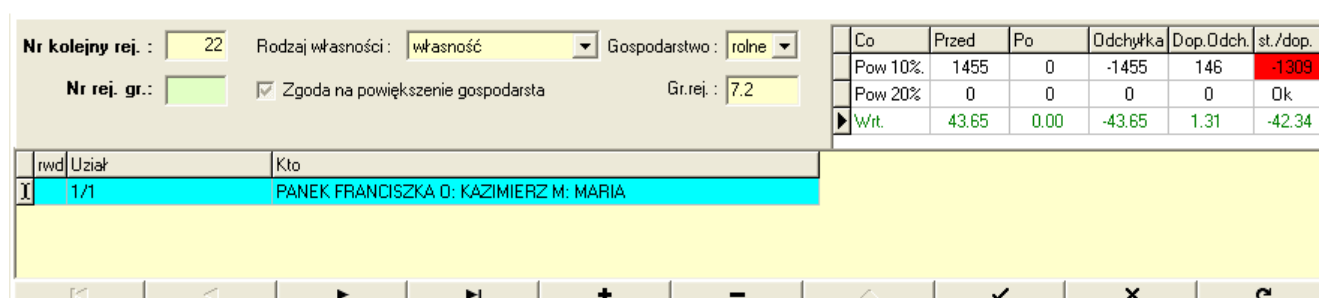 Nr kolejny rej. : 22 Rodzaj własności : własność Gospodarstwo : rolne
Nr rej. gr.: Zgoda na powiększenie gospodarsta Gr.rej. : 7.2
Co Przed Po Odchyłka Dop.Odch. st./dop.
Pow 10%. 1455 0 -1455 146 -1309
Pow 20% 0 0 0 0 Ok
Wrt. 43.65 0.00 -43.65 1.31 -42.34
rwd Uział Kto
1/1 PANEK FRANCISZKA O: KAZIMIERZ M: MARIA